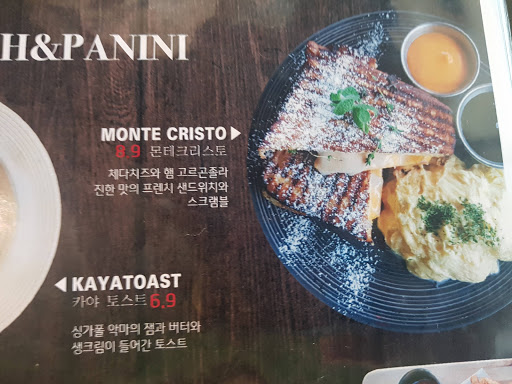 H&PANINI
MONTE CRISTO ▶
8.9 몬테크리스토
체다치즈와 햄 고르곤졸라
진한 맛의 프렌치 샌드위치와
스크램블
◀ KAYATOAST
카야 토스트 6.9
싱가폴 악마의 잼과 버터와
생크림이 들어간 토스트